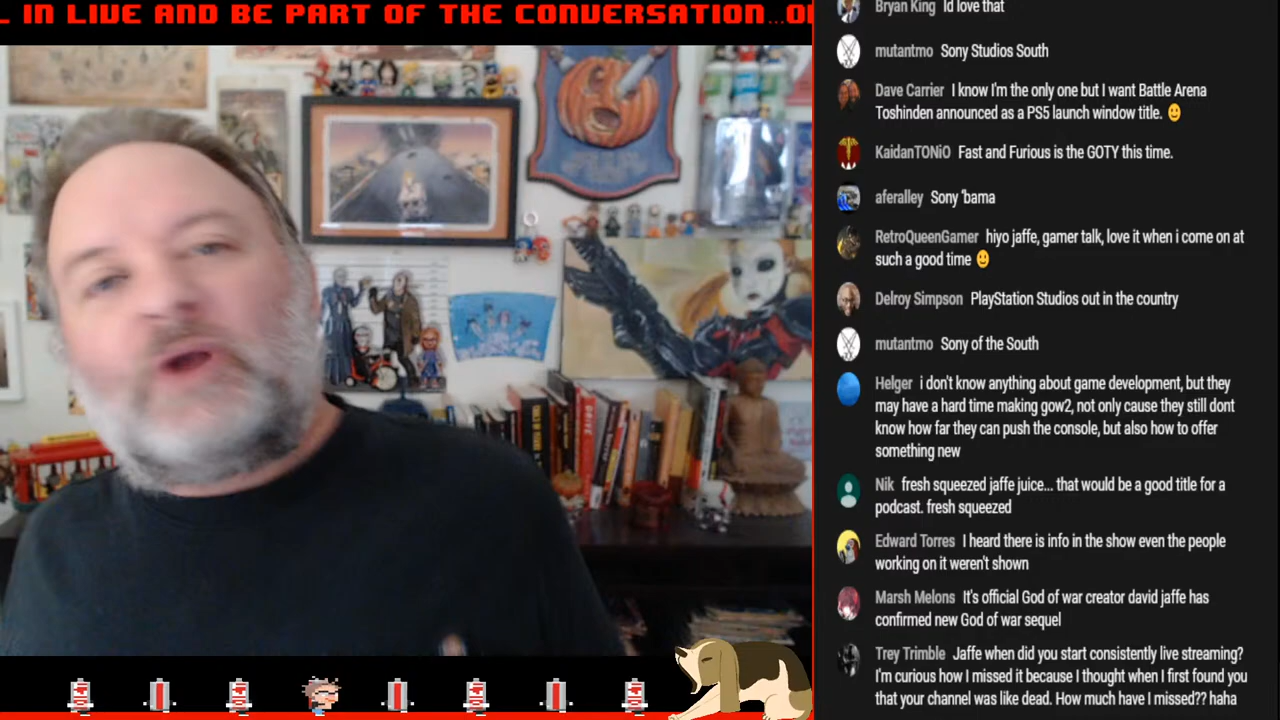 L IN LIVE AND BE PART OF THE CONVERSATION...O
Bryan King Id love that
mutantmo Sony Studios South
Dave Carrier I know I'm the only one but I want Battle Arena
Toshinden announced as a PS5 launch window title. 🙂
KaidanTONiO Fast and Furious is the GOTY this time.
aferalley Sony 'bama
RetroQueenGamer hiyo jaffe, gamer talk, love it when i come on at
such a good time 🙂
Delroy Simpson PlayStation Studios out in the country
mutantmo Sony of the South
Helger i don't know anything about game development, but they
may have a hard time making gow2, not only cause they still dont
know how far they can push the console, but also how to offer
something new
Nik fresh squeezed jaffe juice... that would be a good title for a
podcast. fresh squeezed
Edward Torres I heard there is info in the show even the people
working on it weren't shown
Marsh Melons It's official God of war creator david jaffe has
confirmed new God of war sequel
Trey Trimble Jaffe when did you start consistently live streaming?
I'm curious how I missed it because I thought when I first found you
that your channel was like dead. How much have I missed?? haha
DRIVE